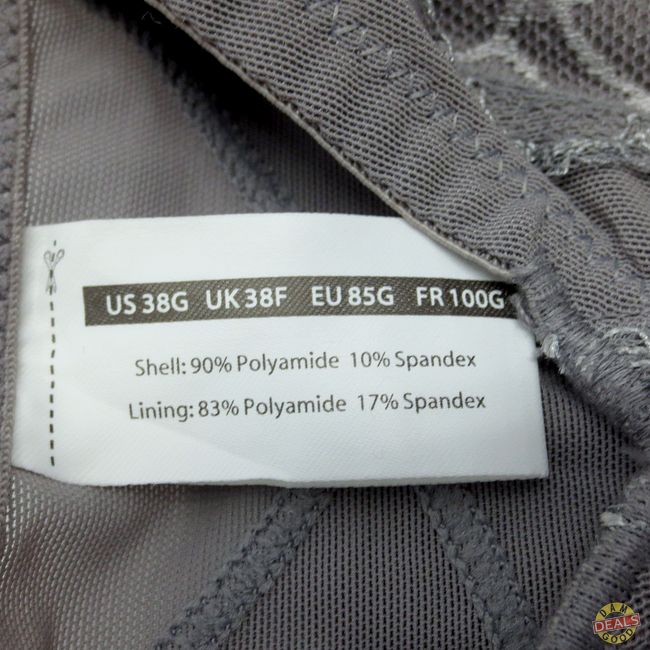 US 38G UK 38F EU 85G FR 100G
Shell: 90% Polyamide 10% Spandex
Lining: 83% Polyamide 17% Spandex
DAM
DEALS
GOOD